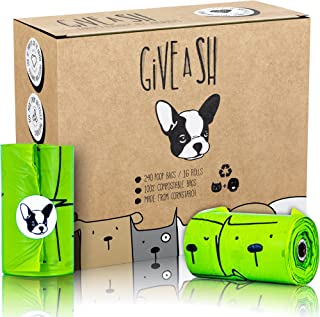 GiVE A SH
240 POOP BAGS / 16 ROLLS
100% COMPOSTABLE BAGS
MADE FROM CORNSTARCH